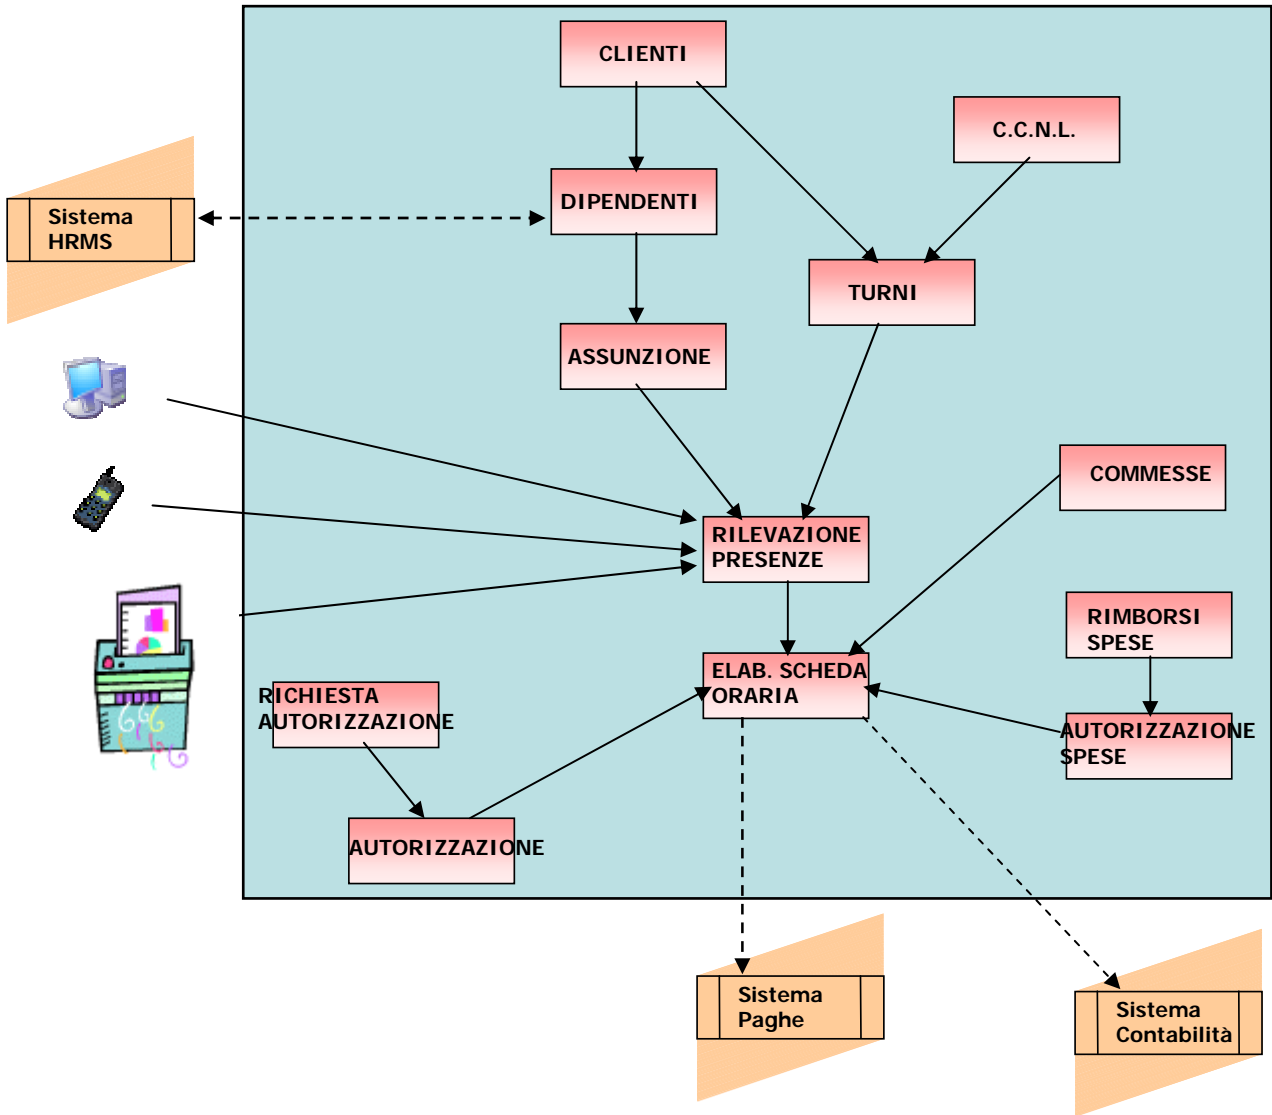 CLIENTI
C.C.N.L.
DIPENDENTI
Sistema
HRMS
TURNI
ASSUNZIONE
COMMESSE
RILEVAZIONE
PRESENZE
RIMBORSI
SPESE
ELAB. SCHEDA
ORARIA
RICHIESTA
AUTORIZZAZIONE
AUTORIZZAZIONE
SPESE
AUTORIZZAZIONE
Sistema
Paghe
Sistema
Contabilità